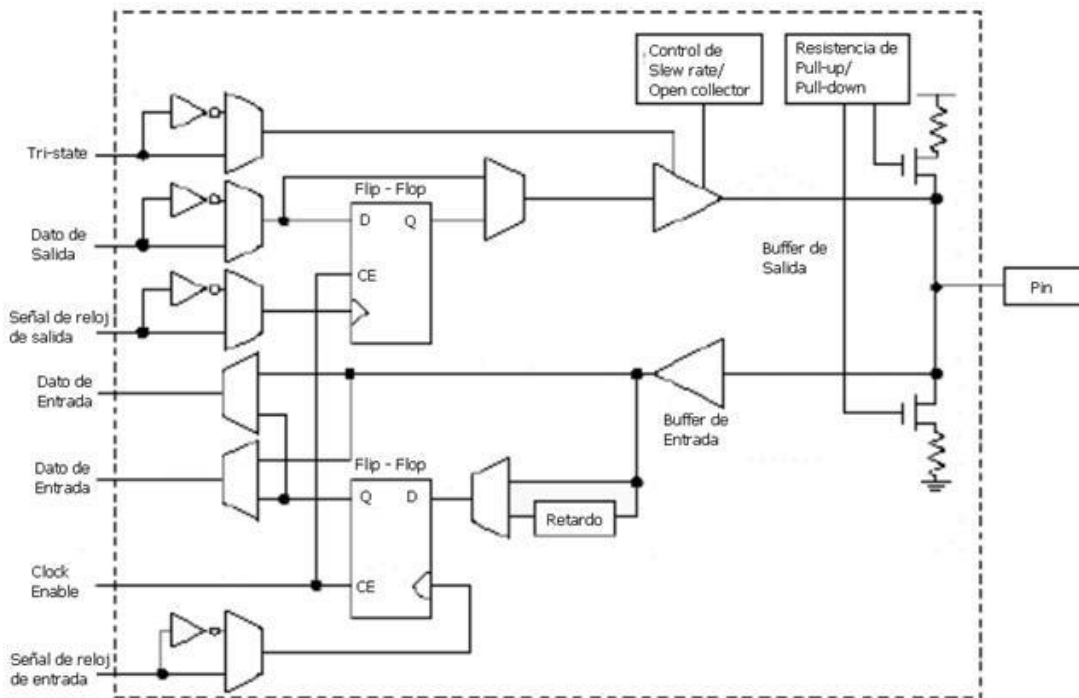 Control de
Slew rate/
Open collector
Resistencia de
Pull-up/
Pull-down
Tri-state
Flip - Flop
D
Q
Dato de
Salida
CE
Buffer de
Salida
Pin
Señal de reloj
de salida
Dato de
Entrada
Buffer de
Entrada
Dato de
Entrada
Flip - Flop
Q
D
Retardo
Clock
Enable
CE
Señal de reloj
de entrada